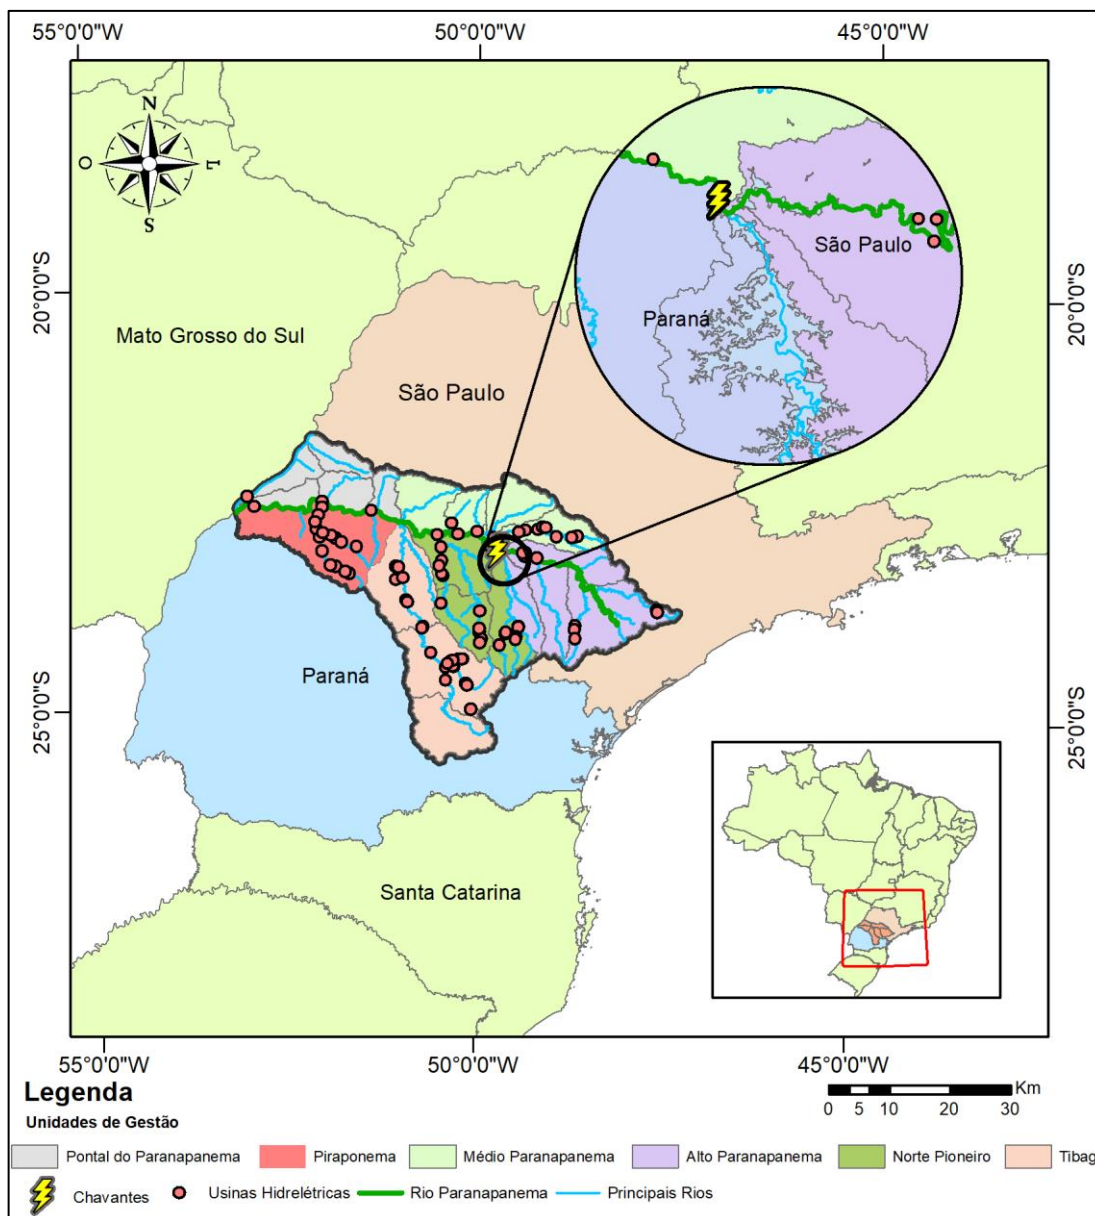 55°0'0"W 50°0'0"W 45°0'0"W
N
O L
S
20°0'0"S 20°0'0"S
São Paulo
Paraná
Mato Grosso do Sul
São Paulo
Paraná
25°0'0"S 25°0'0"S
Santa Catarina
55°0'0"W 50°0'0"W 45°0'0"W
Legenda
Km
0 5 10 20 30
Unidades de Gestão
Pontal do Paranapanema Piraponema Médio Paranapanema Alto Paranapanema Norte Pioneiro Tibag
Chavantes Usinas Hidrelétricas Rio Paranapanema Principais Rios